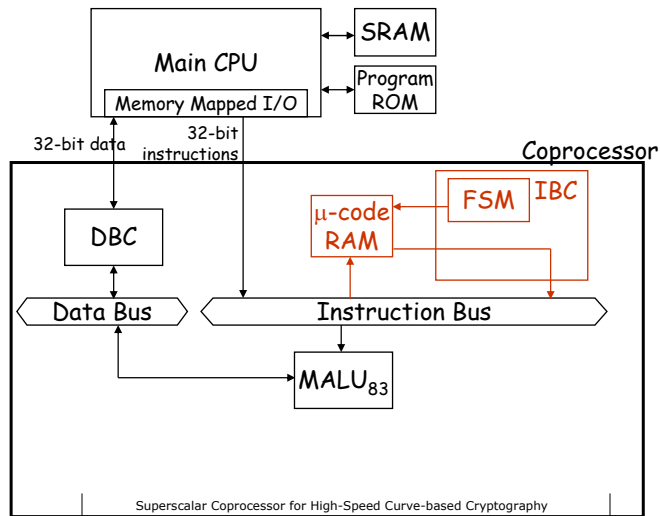 SRAM
Main CPU
Program
ROM
Memory Mapped I/O
32-bit data
32-bit
instructions
Coprocessor
FSM
IBC
μ-code
RAM
DBC
Data Bus
Instruction Bus
MALU83
Superscalar Coprocessor for High-Speed Curve-based Cryptography